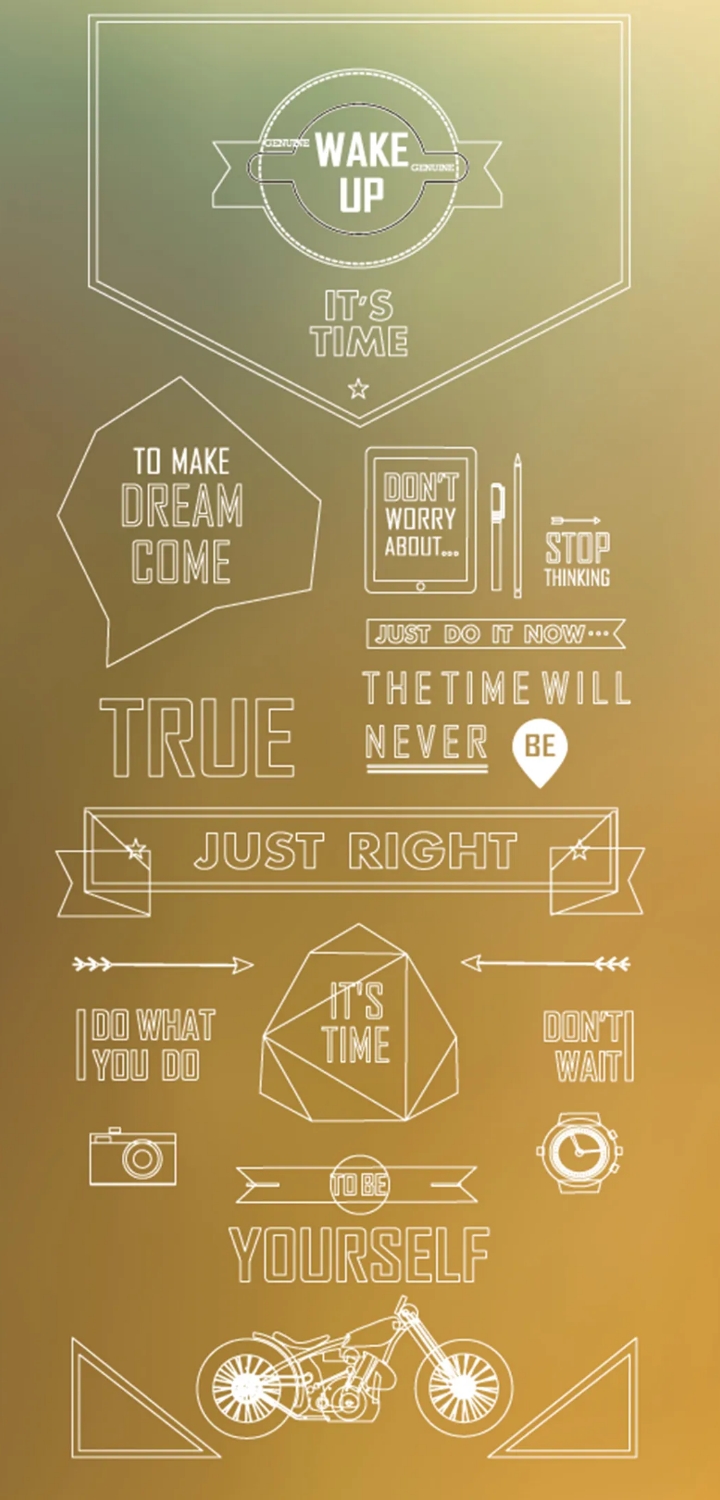 GENUINE
WAKE
UP
GENUINE
IT'S
TIME
TO MAKE
DREAM
COME
TRUE
DON'T
WORRY
ABOUT...
STOP
THINKING
JUST DO IT NOW...
THE TIME WILL
NEVER BE
JUST RIGHT
DO WHAT
YOU DO
IT'S
TIME
DON'T
WAIT
TO BE
YOURSELF